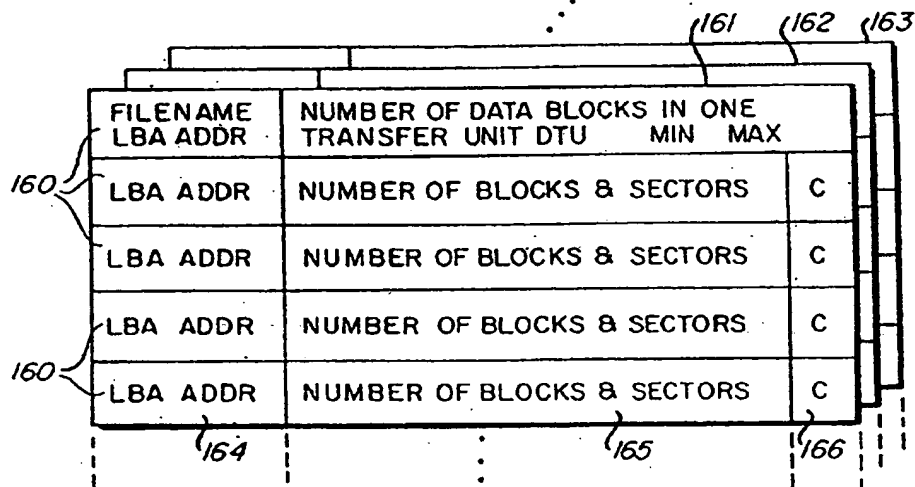 161 162 163
FILENAME NUMBER OF DATA BLOCKS IN ONE
LBA ADDR TRANSFER UNIT DTU MIN MAX
160
LBA ADDR NUMBER OF BLOCKS & SECTORS C
LBA ADDR NUMBER OF BLOCKS & SECTORS C
LBA ADDR NUMBER OF BLOCKS & SECTORS C
160
LBA ADDR NUMBER OF BLOCKS & SECTORS C
164 165 166